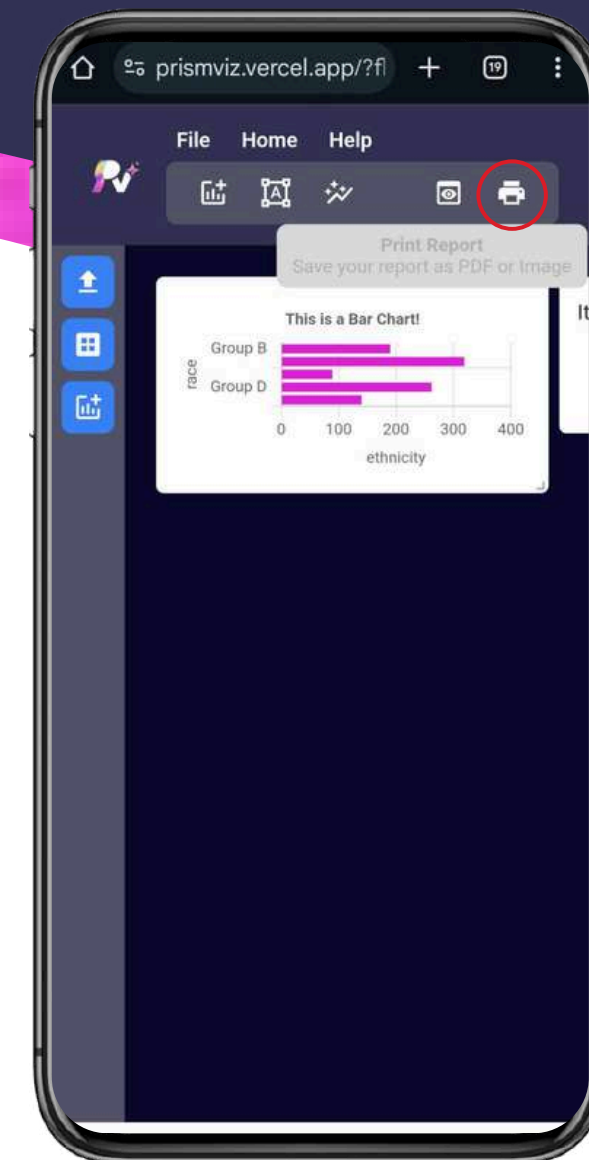 prismviz.vercel.app/?fl
19
File Home Help
PV
A
Print Report
Save your report as PDF or Image
This is a Bar Chart!
It
Group B
Group D
race
0 100 200 300 400
ethnicity